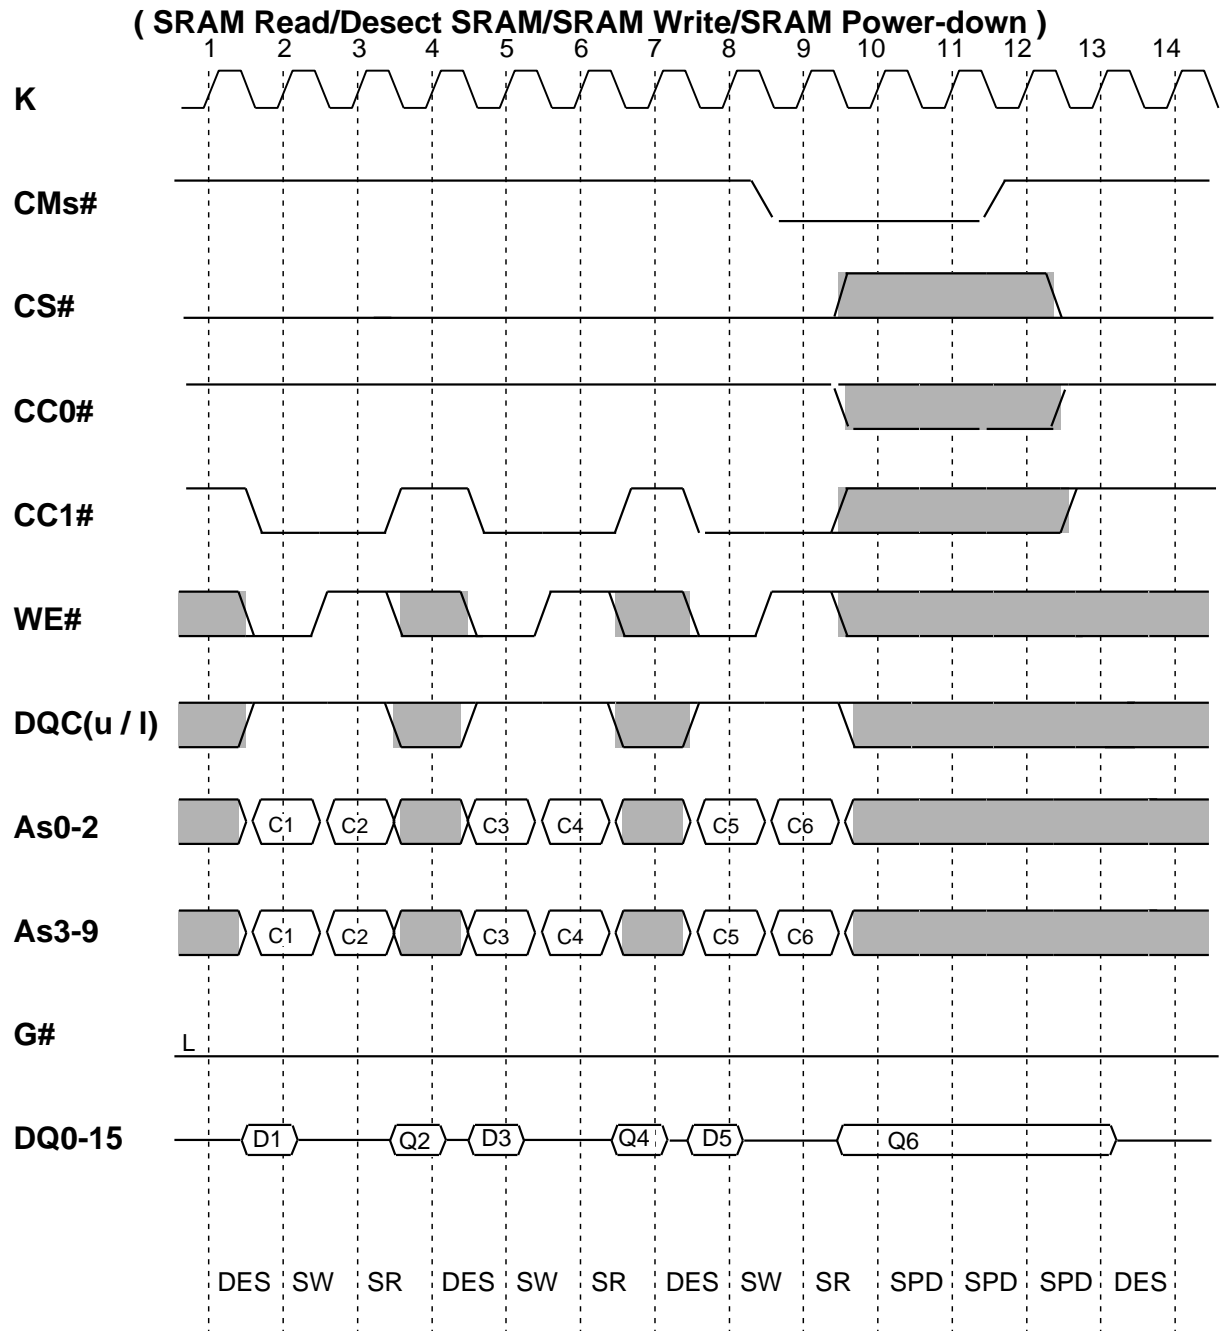 ( SRAM Read/Desect SRAM/SRAM Write/SRAM Power-down )
1 2 3 4 5 6 7 8 9 10 11 12 13 14
K
CMs#
CS#
CC0#
CC1#
WE#
DQC(u / l)
As0-2 C1 C2 C3 C4 C5 C6
As3-9 C1 C2 C3 C4 C5 C6
G# L
DQ0-15 D1 Q2 D3 Q4 D5 Q6
DES SW SR DES SW SR DES SW SR SPD SPD SPD DES